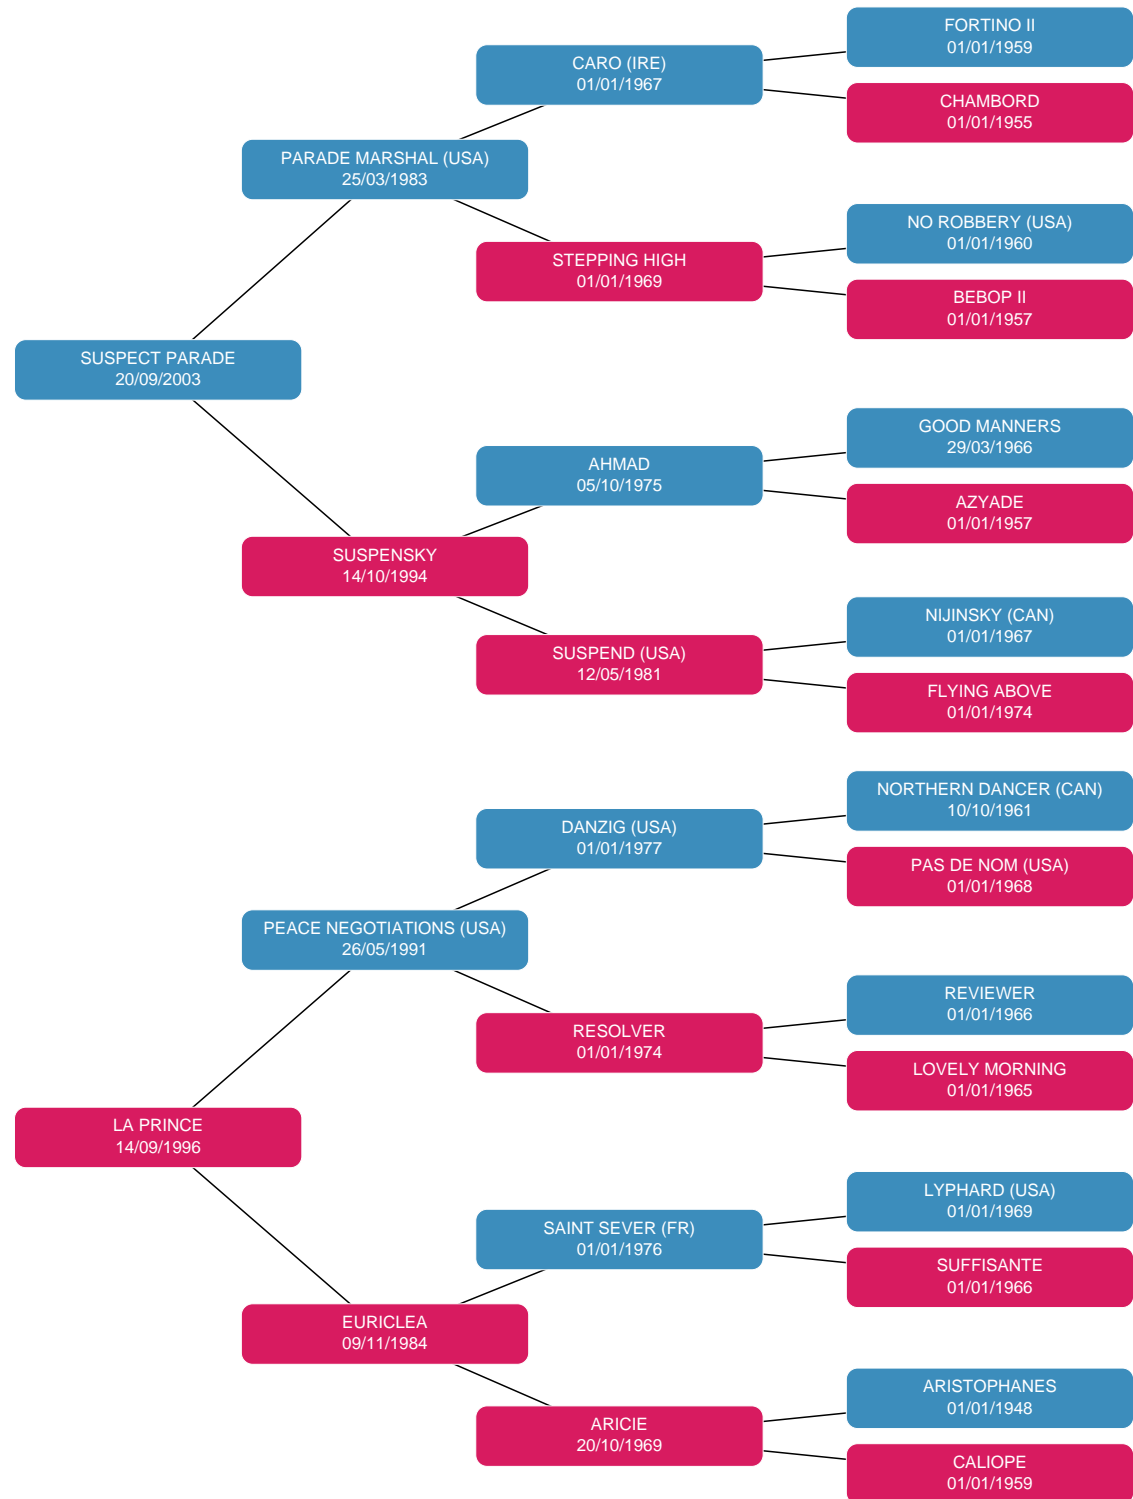 FORTINO II
01/01/1959
CARO (IRE)
01/01/1967
CHAMBORD
01/01/1955
PARADE MARSHAL (USA)
25/03/1983
NO ROBBERY (USA)
01/01/1960
STEPPING HIGH
01/01/1969
BEBOP II
01/01/1957
SUSPECT PARADE
20/09/2003
GOOD MANNERS
29/03/1966
AHMAD
05/10/1975
AZYADE
01/01/1957
SUSPENSKY
14/10/1994
NIJINSKY (CAN)
01/01/1967
SUSPEND (USA)
12/05/1981
FLYING ABOVE
01/01/1974
NORTHERN DANCER (CAN)
10/10/1961
DANZIG (USA)
01/01/1977
PAS DE NOM (USA)
01/01/1968
PEACE NEGOTIATIONS (USA)
26/05/1991
REVIEWER
01/01/1966
RESOLVER
01/01/1974
LOVELY MORNING
01/01/1965
LA PRINCE
14/09/1996
LYPHARD (USA)
01/01/1969
SAINT SEVER (FR)
01/01/1976
SUFFISANTE
01/01/1966
EURICLEA
09/11/1984
ARISTOPHANES
01/01/1948
ARICIE
20/10/1969
CALIOPE
01/01/1959